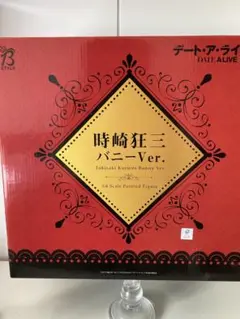 デート・ア・ライ
DATE A LIVE
時崎狂三
バニーVer.
Tokisaki Kurumi Bunny Ver.
1/4 Scale Painted Figure